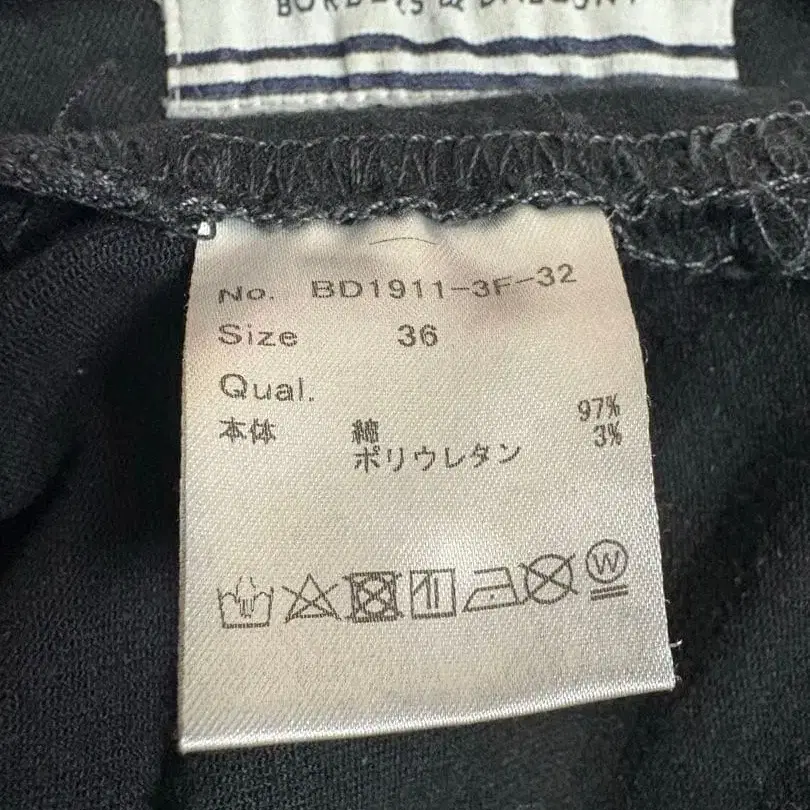 No. BD1911-3F-32
Size 36
Qual.
本体 綿 97%
ポリウレタン 3%
W